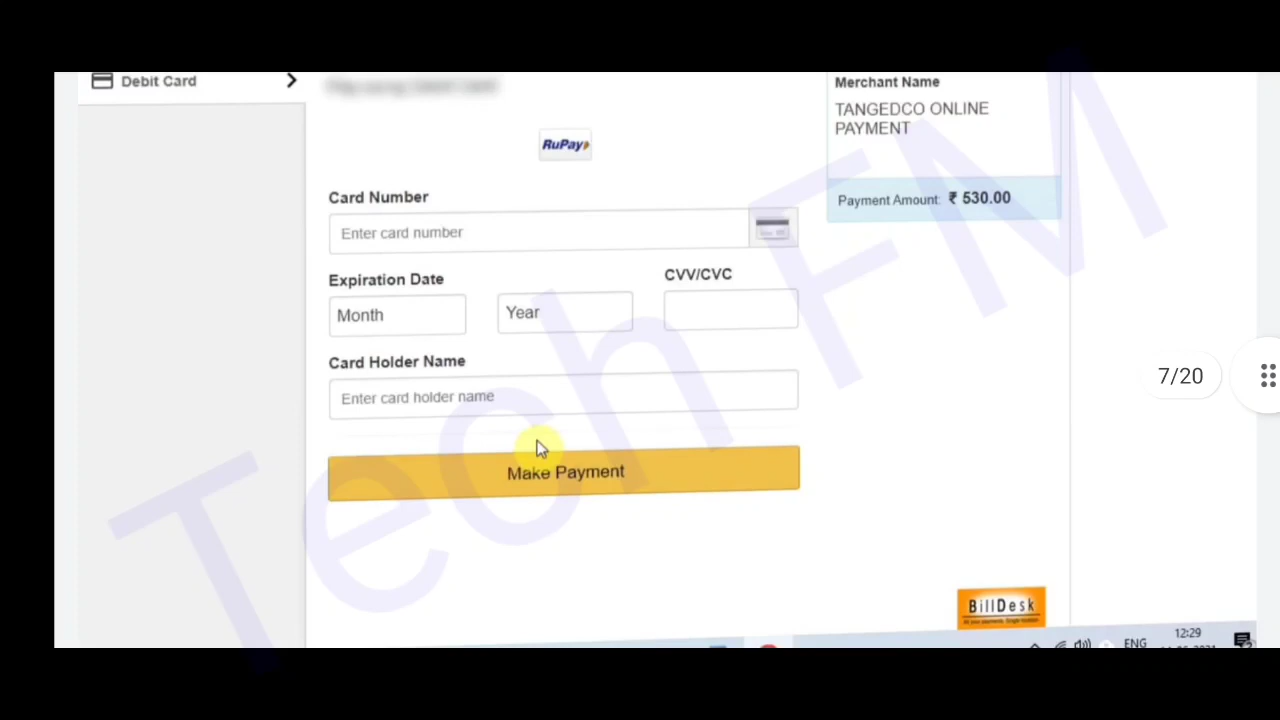 Debit Card
Merchant Name
TANGEDCO ONLINE
PAYMENT
RuPay
Payment Amount: ₹ 530.00
Card Number
Enter card number
Expiration Date
CVV/CVC
Month
Year
Card Holder Name
Enter card holder name
7/20
Make Payment
BillDesk
12:29
ENG
Tech FM